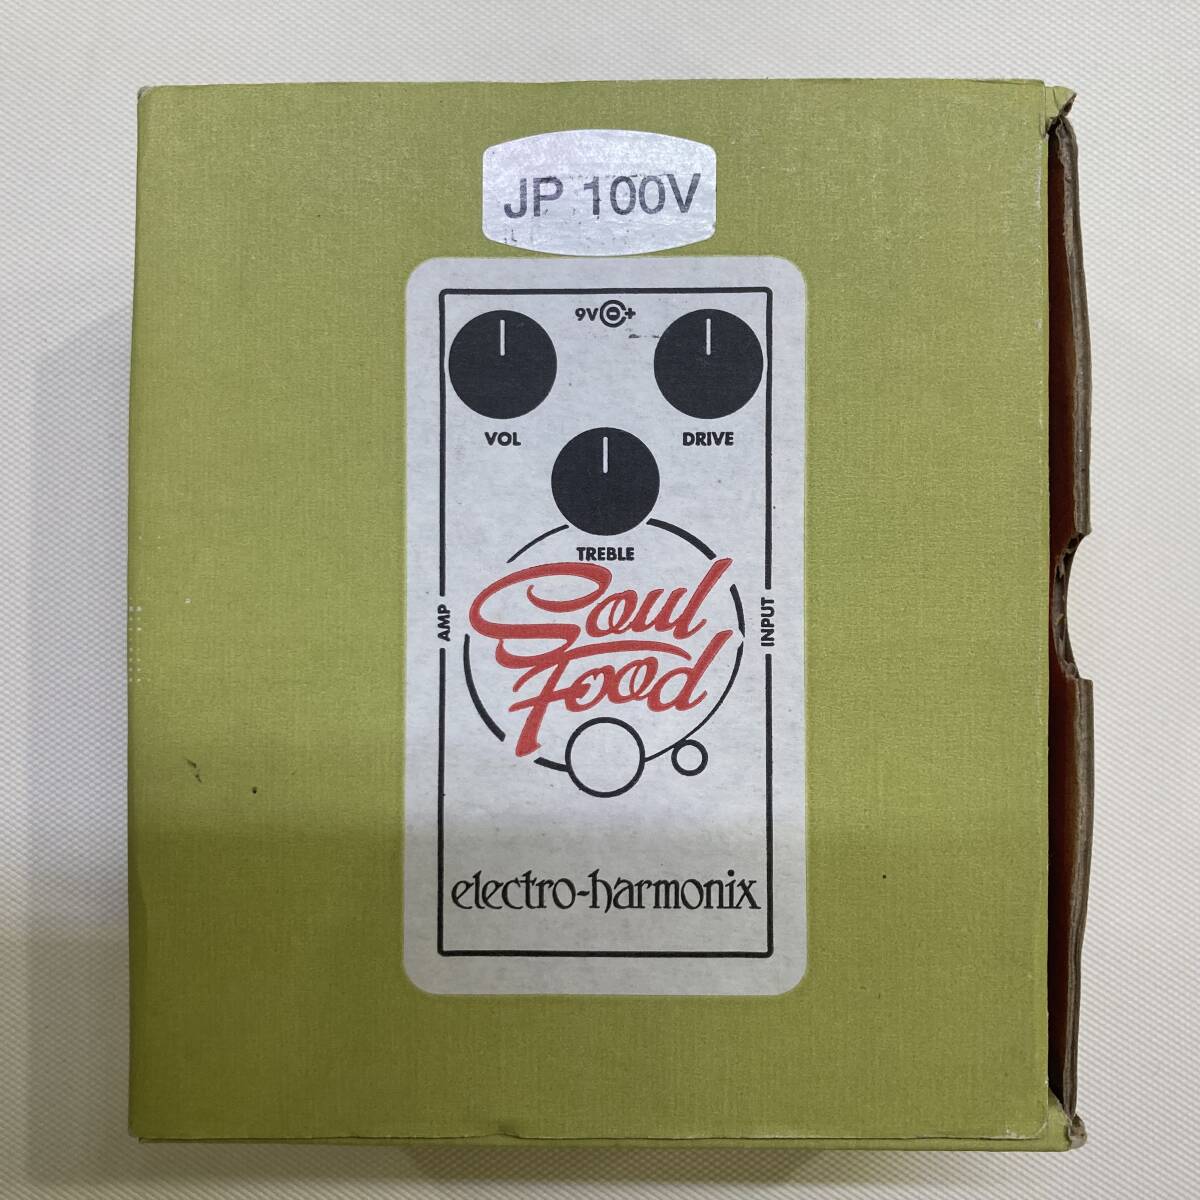 JP 100V
9V +
VOL
DRIVE
TREBLE
AMP
INPUT
Soul
Food
electro-harmonix